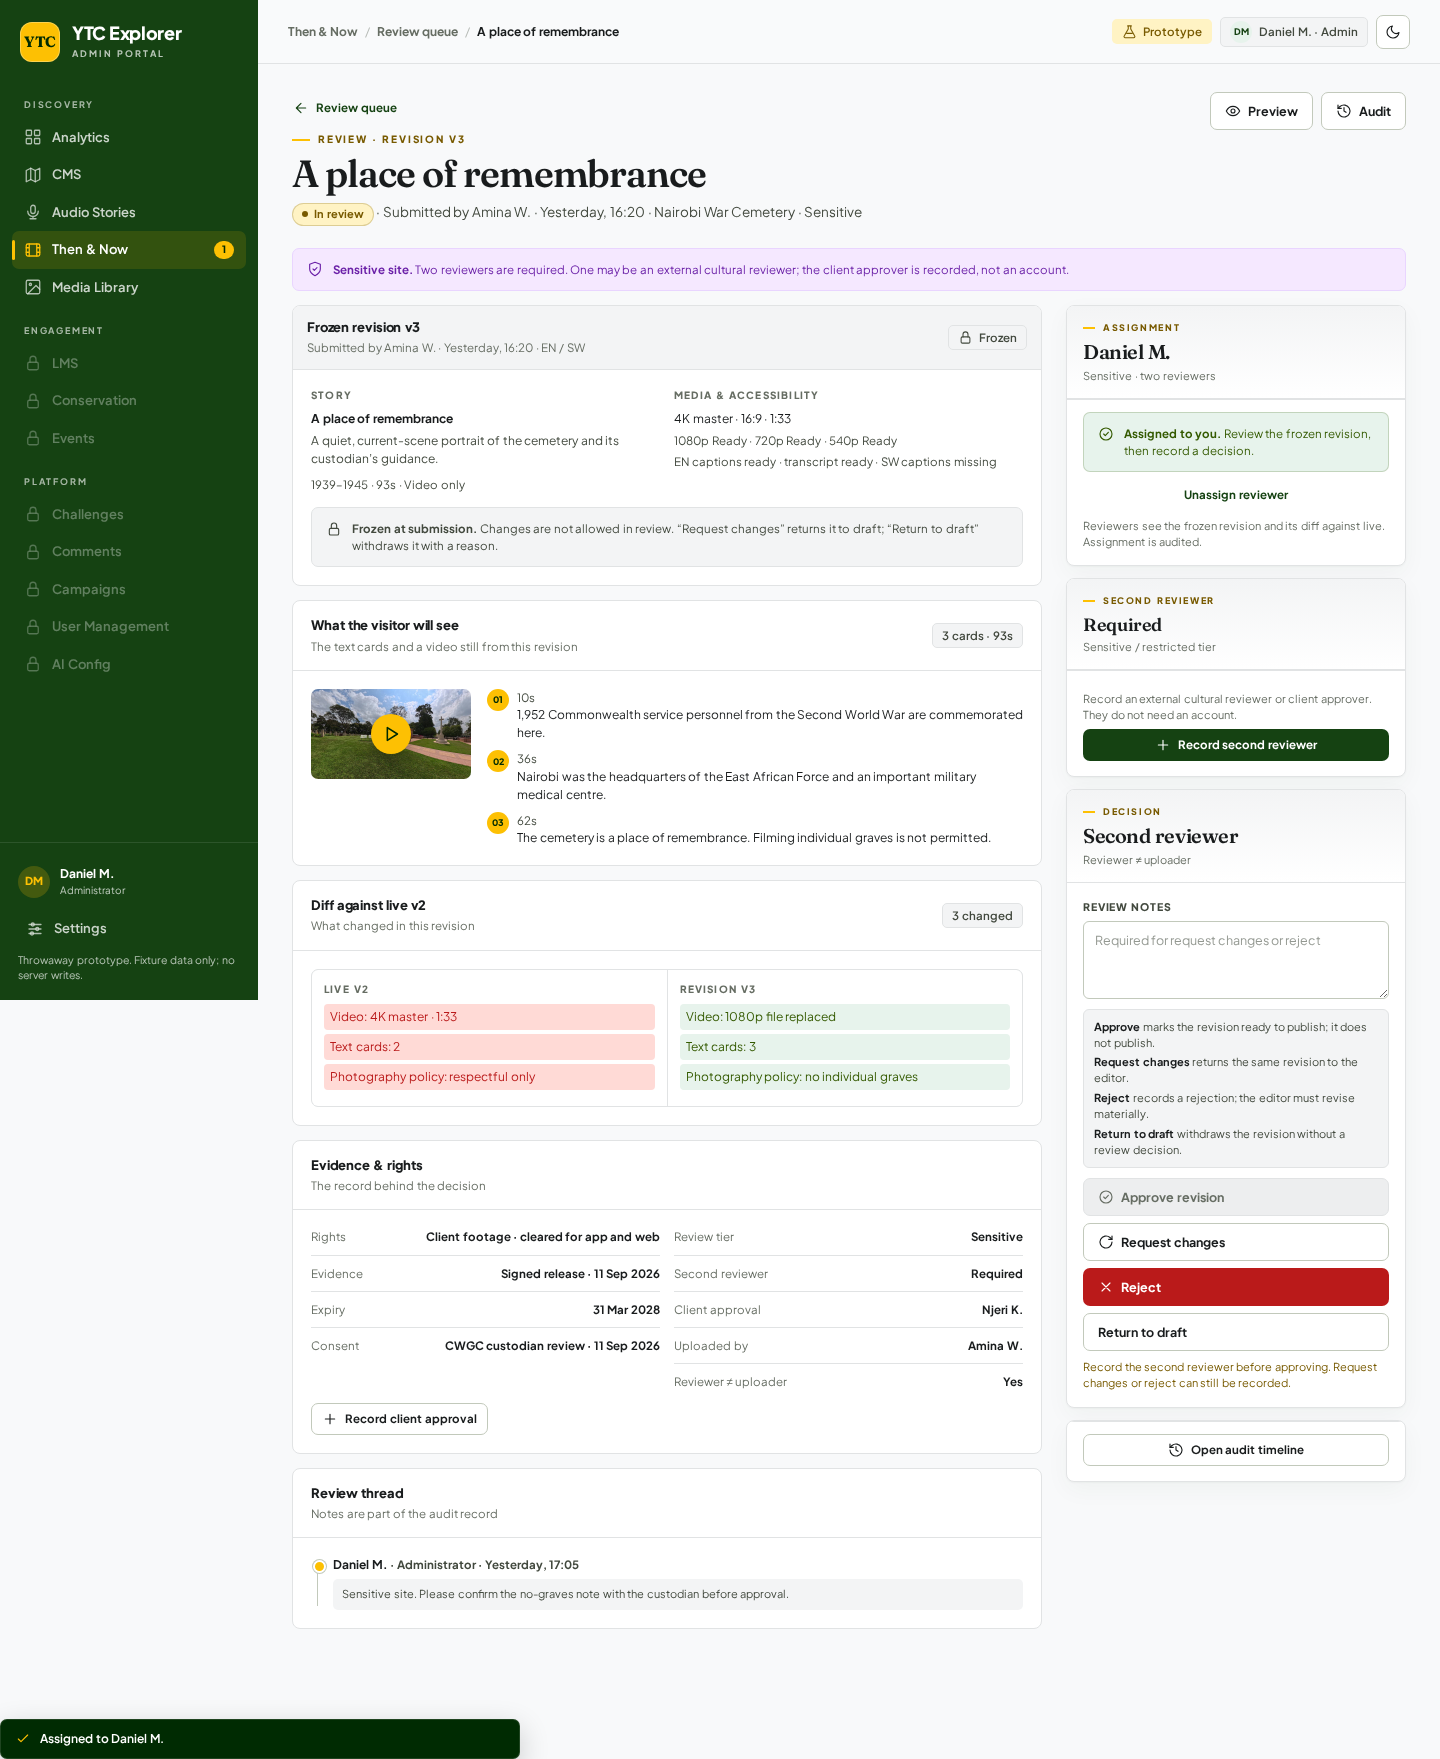 YTC
YTC Explorer
ADMIN PORTAL
DISCOVERY
Analytics
CMS
Audio Stories
Then & Now
1
Media Library
ENGAGEMENT
LMS
Conservation
Events
PLATFORM
Challenges
Comments
Campaigns
User Management
AI Config
DM
Daniel M.
Administrator
Settings
Throwaway prototype. Fixture data only; no
server writes.
Then & Now / Review queue / A place of remembrance
Prototype
DM Daniel M. · Admin
Review queue
Preview
Audit
REVIEW · REVISION V3
A place of remembrance
In review · Submitted by Amina W. · Yesterday, 16:20 · Nairobi War Cemetery · Sensitive
Sensitive site. Two reviewers are required. One may be an external cultural reviewer; the client approver is recorded, not an account.
Frozen revision v3
Submitted by Amina W. · Yesterday, 16:20 · EN / SW
Frozen
STORY
A place of remembrance
A quiet, current-scene portrait of the cemetery and its
custodian's guidance.
1939–1945 · 93s · Video only
MEDIA & ACCESSIBILITY
4K master · 16:9 · 1:33
1080p Ready · 720p Ready · 540p Ready
EN captions ready · transcript ready · SW captions missing
Frozen at submission. Changes are not allowed in review. “Request changes” returns it to draft; “Return to draft”
withdraws it with a reason.
What the visitor will see
The text cards and a video still from this revision
3 cards · 93s
01
10s
1,952 Commonwealth service personnel from the Second World War are commemorated
here.
02
36s
Nairobi was the headquarters of the East African Force and an important military
medical centre.
03
62s
The cemetery is a place of remembrance. Filming individual graves is not permitted.
Diff against live v2
What changed in this revision
3 changed
LIVE V2
Video: 4K master · 1:33
Text cards: 2
Photography policy: respectful only
REVISION V3
Video: 1080p file replaced
Text cards: 3
Photography policy: no individual graves
Evidence & rights
The record behind the decision
Rights Client footage · cleared for app and web
Evidence Signed release · 11 Sep 2026
Expiry 31 Mar 2028
Consent CWGC custodian review · 11 Sep 2026
Review tier Sensitive
Second reviewer Required
Client approval Njeri K.
Uploaded by Amina W.
Reviewer ≠ uploader Yes
Record client approval
Review thread
Notes are part of the audit record
Daniel M. · Administrator · Yesterday, 17:05
Sensitive site. Please confirm the no-graves note with the custodian before approval.
ASSIGNMENT
Daniel M.
Sensitive · two reviewers
Assigned to you. Review the frozen revision,
then record a decision.
Unassign reviewer
Reviewers see the frozen revision and its diff against live.
Assignment is audited.
SECOND REVIEWER
Required
Sensitive / restricted tier
Record an external cultural reviewer or client approver.
They do not need an account.
Record second reviewer
DECISION
Second reviewer
Reviewer ≠ uploader
REVIEW NOTES
Required for request changes or reject
Approve marks the revision ready to publish; it does
not publish.
Request changes returns the same revision to the
editor.
Reject records a rejection; the editor must revise
materially.
Return to draft withdraws the revision without a
review decision.
Approve revision
Request changes
Reject
Return to draft
Record the second reviewer before approving. Request
changes or reject can still be recorded.
Open audit timeline
Assigned to Daniel M.